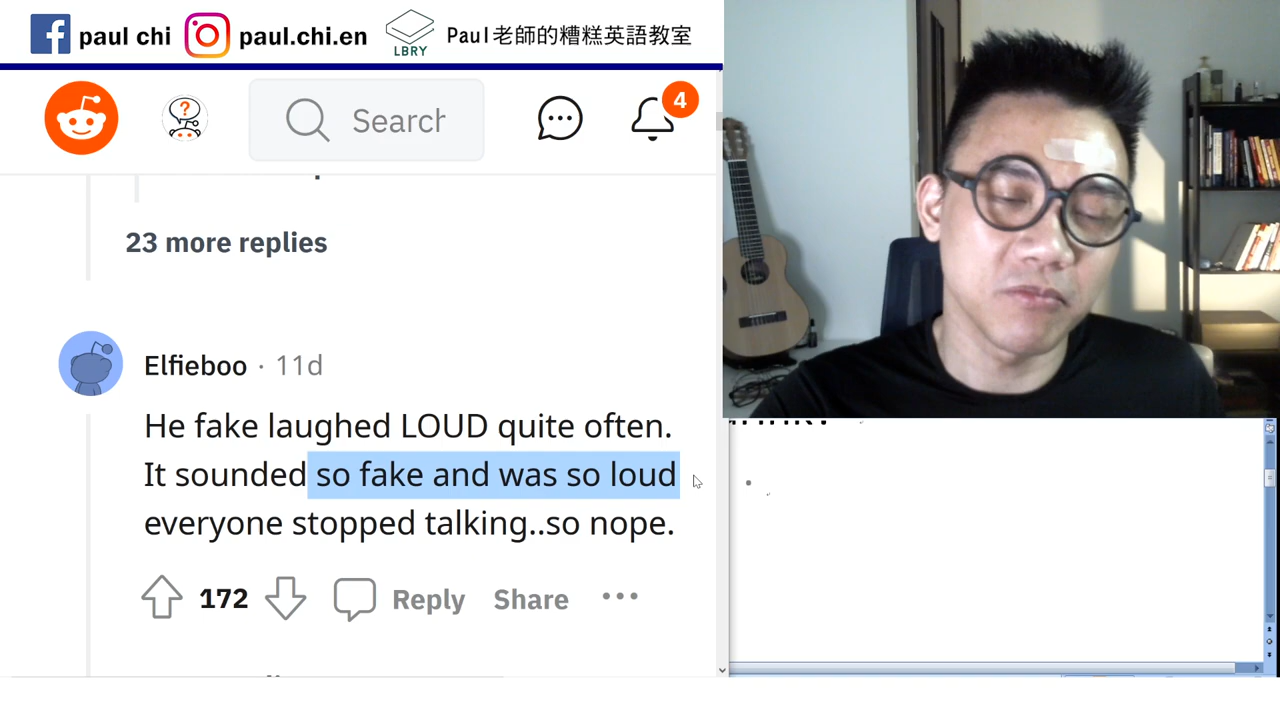 paul chi paul.chi.en LBRY Paul老師的糟糕英語教室
? Search 4
23 more replies
Elfieboo · 11d
He fake laughed LOUD quite often.
It sounded so fake and was so loud
everyone stopped talking..so nope.
172 Reply Share